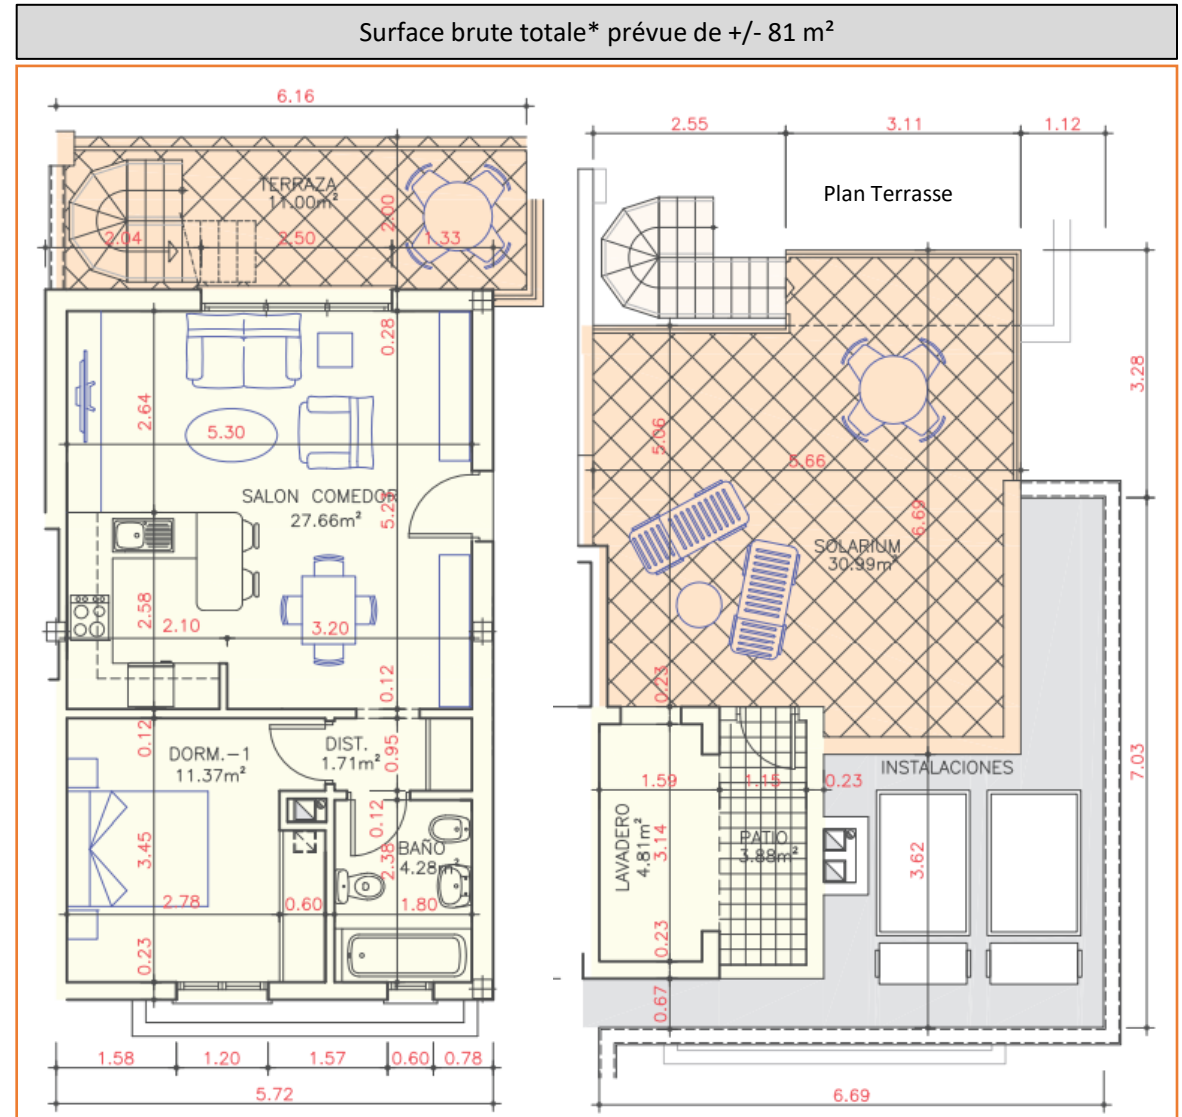 Surface brute totale* prévue de +/- 81 m²
6.16
TERRAZA
11.00m²
2.00
2.04
2.50
1.33
0.28
2.64
5.30
SALON COMEDOR
27.66m²
5.23
2.58
2.10
3.20
0.12
0.12
DORM.-1
11.37m²
DIST.
1.71m²
0.95
0.12
3.45
BAÑO
4.28m²
2.38
2.78
0.60
1.80
0.23
1.58
1.20
1.57
0.60
0.78
5.72
2.55
3.11
1.12
Plan Terrasse
3.28
5.06
5.66
6.69
SOLARIUM
30.99m²
0.23
INSTALACIONES
7.03
1.59
1.15
0.23
LAVADERO
4.81m²
3.14
PATIO
3.88m²
3.62
0.23
0.67
6.69